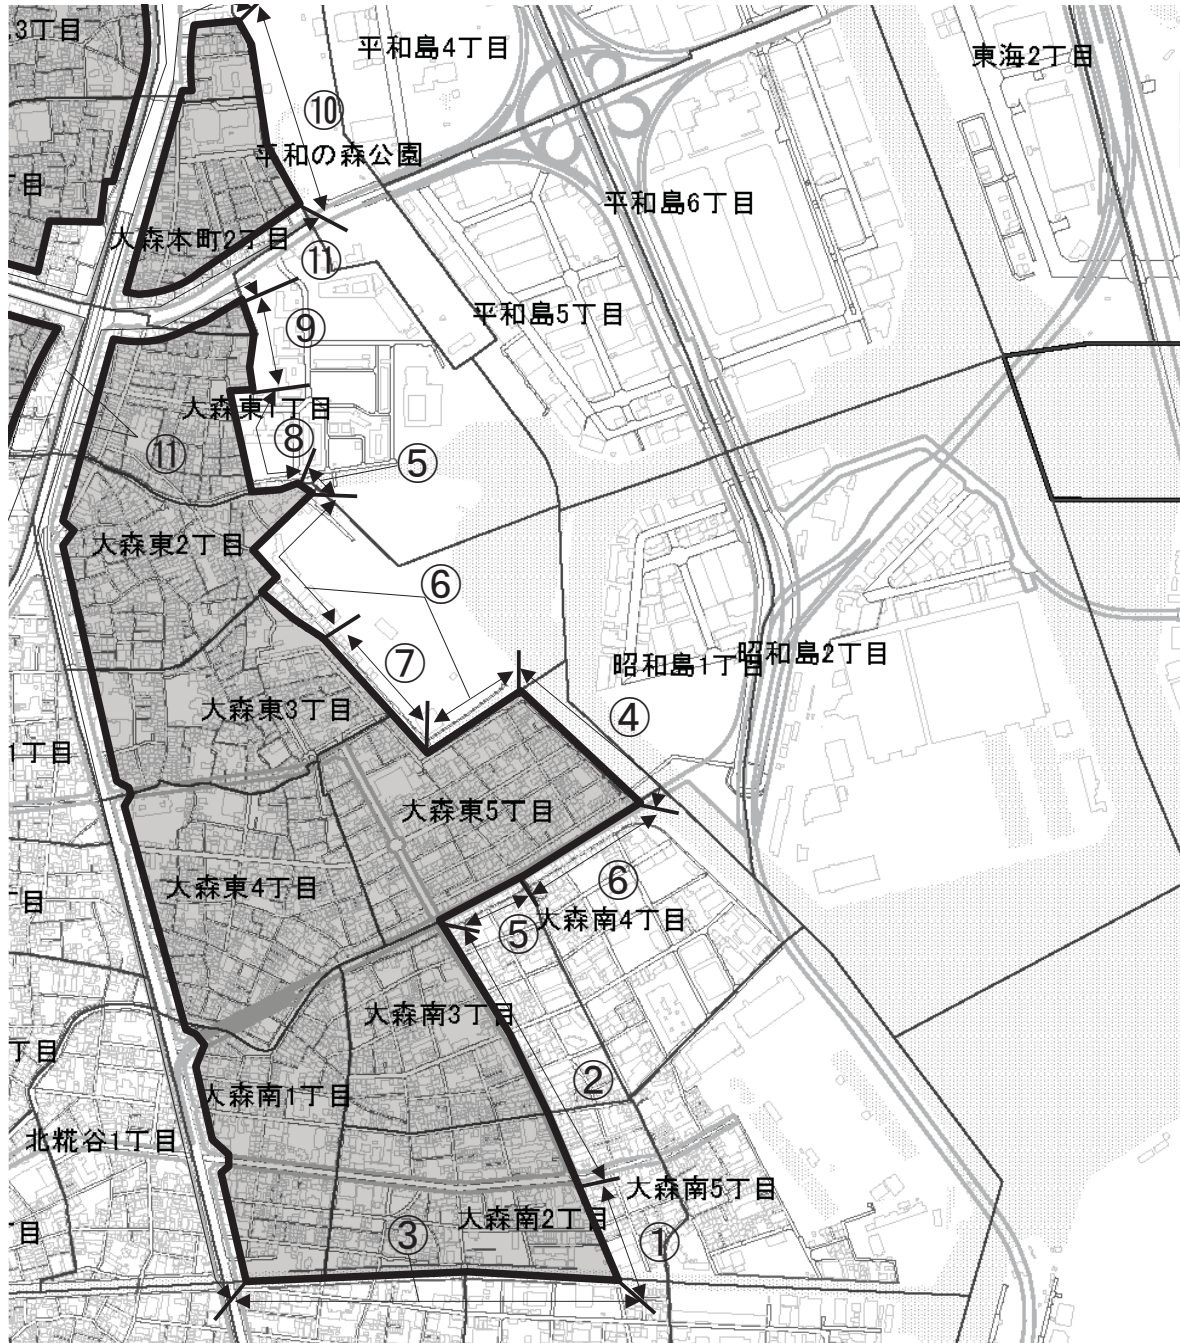 3丁目
平和島4丁目
東海2丁目
⑩
平和の森公園
目
平和島6丁目
大森本町2丁目
⑪
平和島5丁目
⑨
大森東1丁目
⑧
⑪
⑤
大森東2丁目
⑥
⑦
昭和島1丁目
昭和島2丁目
大森東3丁目
④
1丁目
大森東5丁目
大森東4丁目
⑥
目
大森南4丁目
⑤
大森南3丁目
丁目
②
大森南1丁目
北糀谷1丁目
大森南5丁目
大森南2丁目
目
③
①